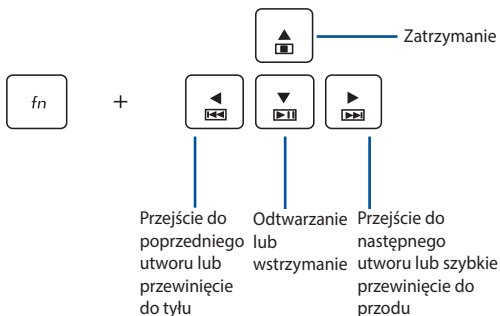 Zatrzymanie
fn
+
Przejście do
poprzedniego
utworu lub
przewinięcie
do tyłu
Odtwarzanie
lub
wstrzymanie
Przejście do
następnego
utworu lub szybkie
przewinięcie do
przodu